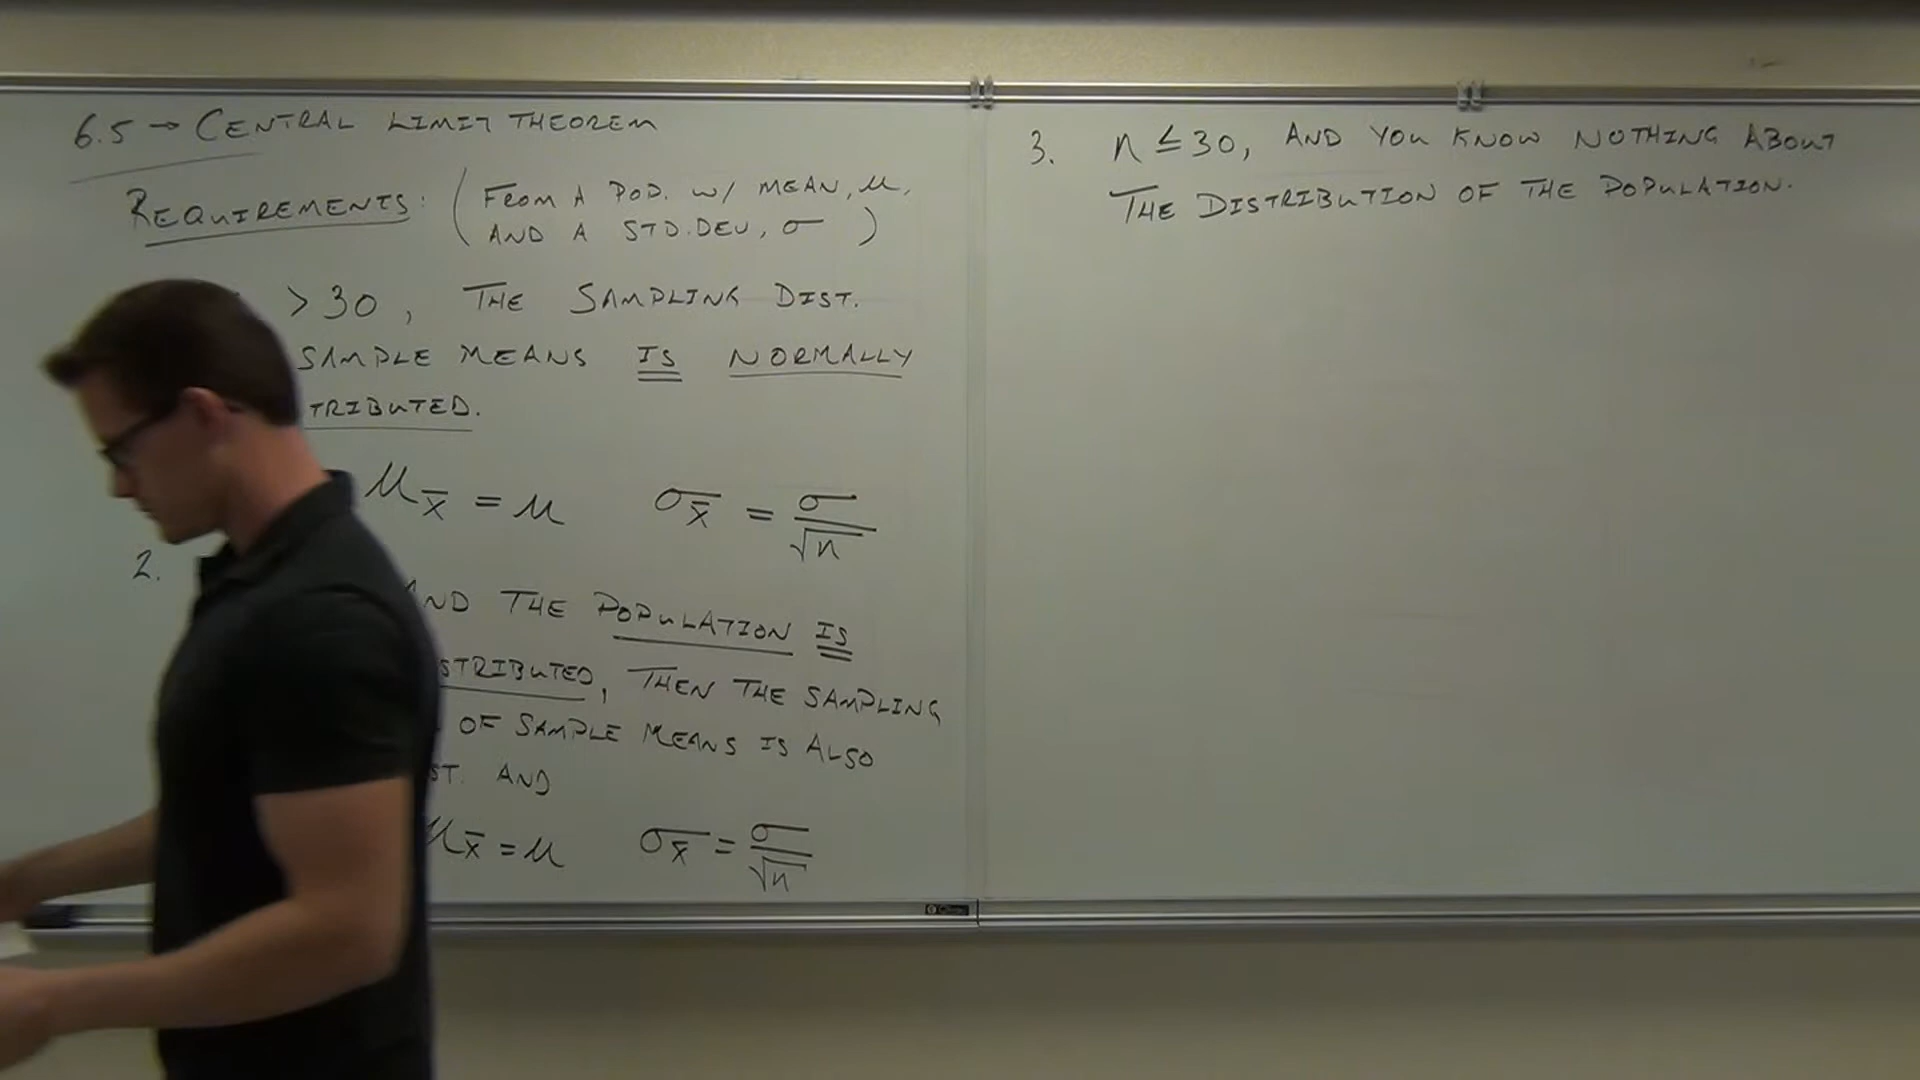 6.5 → CENTRAL LIMIT THEOREM
REQUIREMENTS: (FROM A POP. W/ MEAN, μ,
AND A STD.DEV, σ )
> 30, THE SAMPLING DIST.
SAMPLE MEANS IS NORMALLY
TRIBUTED.
μx̄ = μ σx̄ = σ/√n
2.
AND THE POPULATION IS
STRIBUTED, THEN THE SAMPLING
OF SAMPLE MEANS IS ALSO
ST. AND
μx̄ = μ σx̄ = σ/√n
3. n ≤ 30, AND YOU KNOW NOTHING ABOUT
THE DISTRIBUTION OF THE POPULATION.